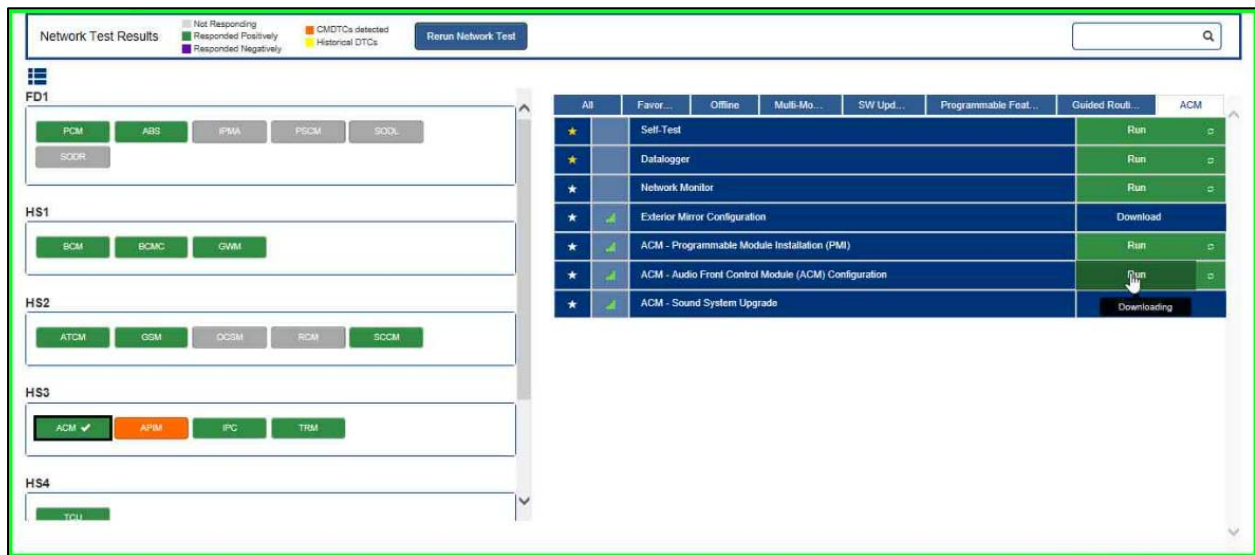 Network Test Results
Not Responding
Responded Positively
Responded Negatively
CMDTCs detected
Historical DTCs
Rerun Network Test
FD1
PCM ABS IPMA PSCM SODL
SODR
HS1
BCM BCMC GWM
HS2
ATCM GSM DCSM RCM SCCM
HS3
ACM APIM IPC TRM
HS4
TCU
All Favor... Offline Multi-Mo... SW Upd... Programmable Feat... Guided Routi... ACM
Self-Test Run
Datalogger Run
Network Monitor Run
Exterior Mirror Configuration Download
ACM - Programmable Module Installation (PMI) Run
ACM - Audio Front Control Module (ACM) Configuration Run
ACM - Sound System Upgrade
Downloading